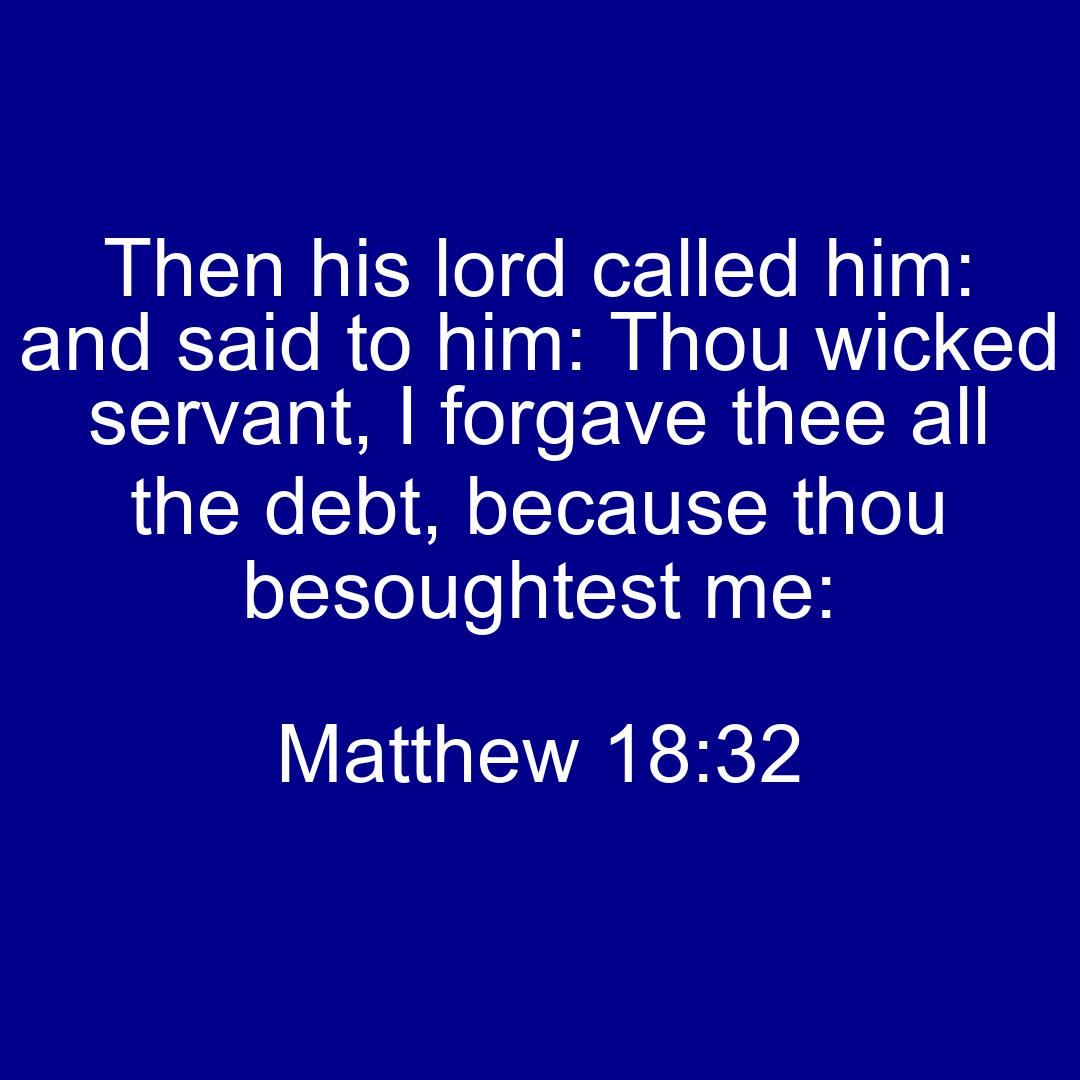 Then his lord called him:
and said to him: Thou wicked
servant, I forgave thee all
the debt, because thou
besoughtest me:
Matthew 18:32